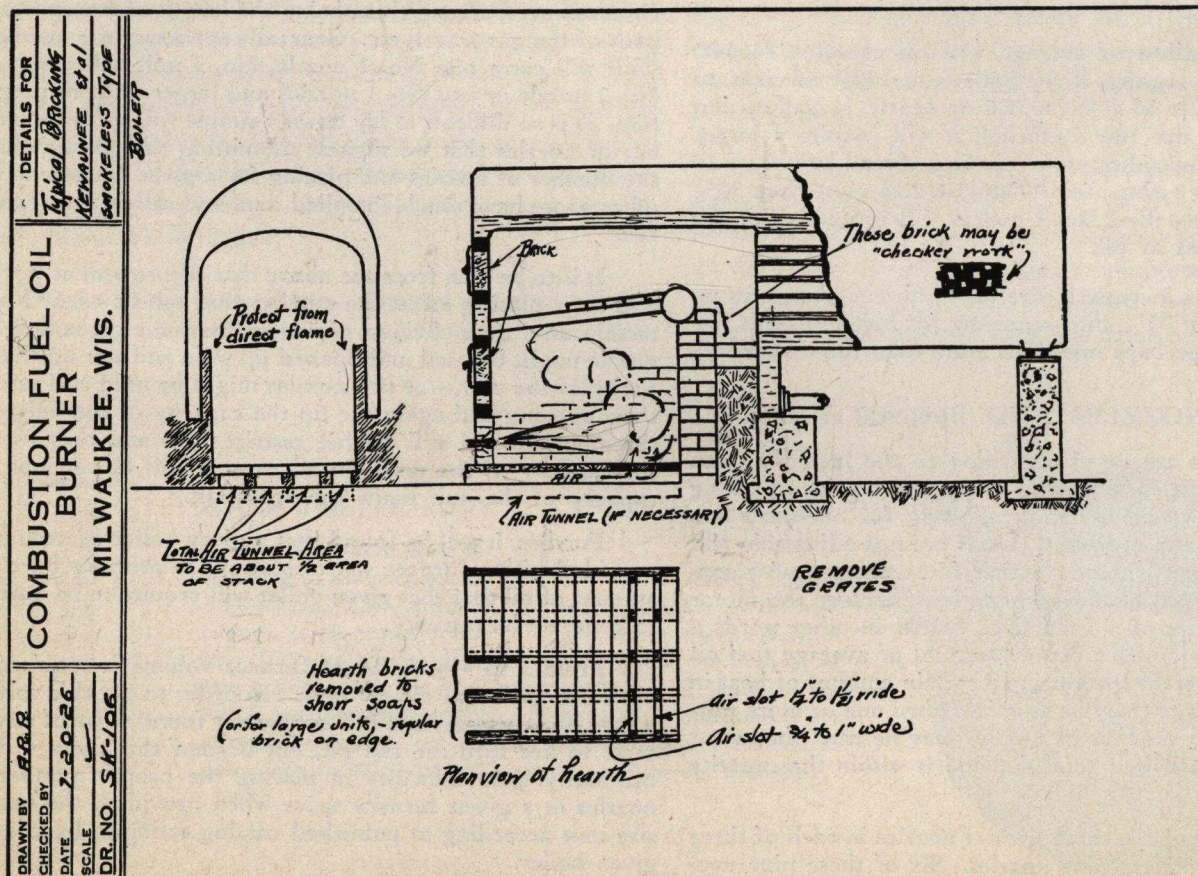 DETAILS FOR
Typical Bricking
KEWAUNEE et al
SMOKELESS TYPE
BOILER
COMBUSTION FUEL OIL
BURNER
MILWAUKEE, WIS.
DRAWN BY
CHECKED BY
DATE 7-20-26
SCALE
DR. NO. SK-106
Protect from
direct flame
BRICK
These brick may be
"checker work"
AIR
AIR TUNNEL (IF NECESSARY)
TOTAL AIR TUNNEL AREA
TO BE ABOUT 1/2 AREA
OF STACK
REMOVE
GRATES
Hearth bricks
removed to
show soaps
(or for large units, - regular
brick on edge.
air slot 1/4 to 1/2 wide
Air slot 3/4" to 1" wide
Plan view of hearth